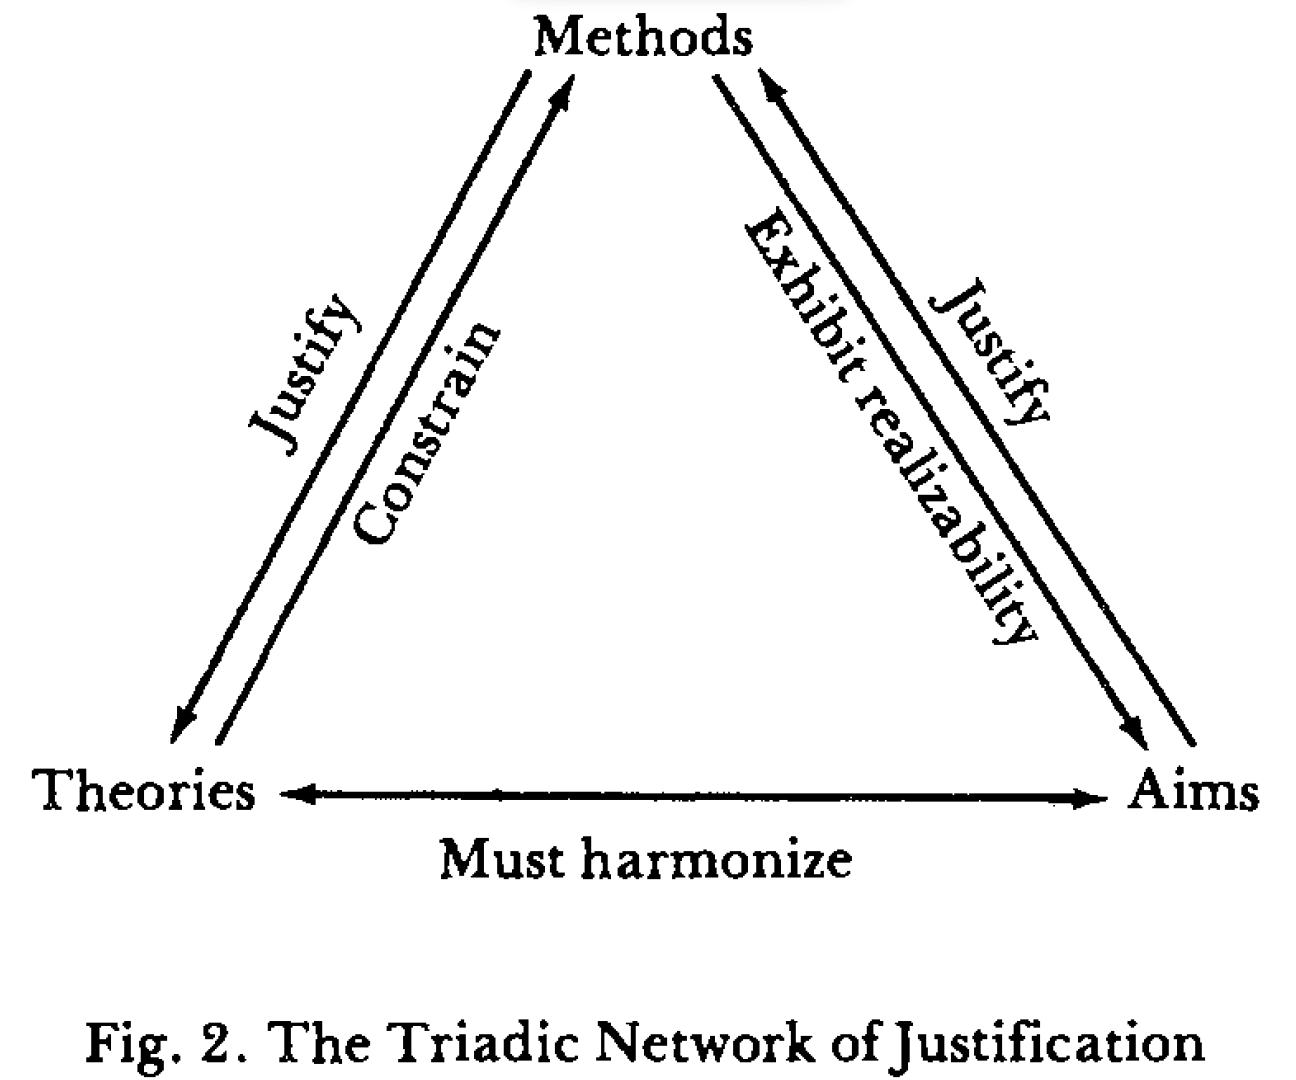 Methods
Justify
Constrain
Exhibit realizability
Justify
Theories
Aims
Must harmonize
Fig. 2. The Triadic Network of Justification